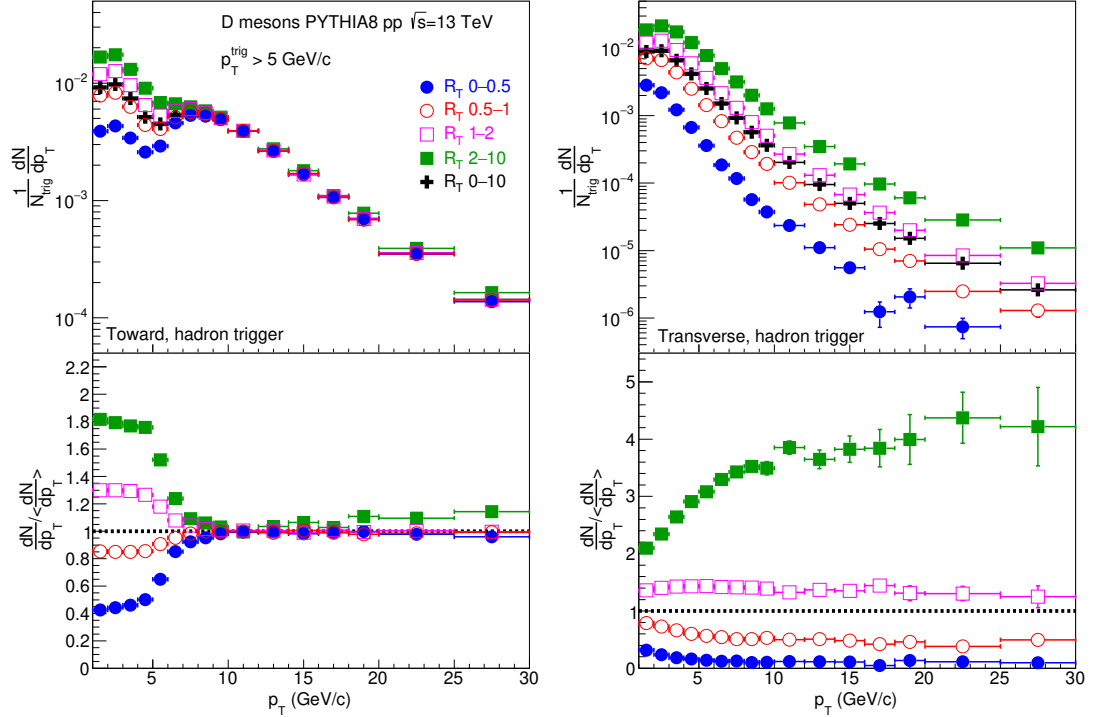 D mesons PYTHIA8 pp √s=13 TeV
p_T^trig > 5 GeV/c
R_T 0–0.5
R_T 0.5–1
R_T 1–2
R_T 2–10
R_T 0–10
1/N_trig dN/dp_T
10⁻²
10⁻³
10⁻⁴
Toward, hadron trigger
1/N_trig dN/dp_T
10⁻²
10⁻³
10⁻⁴
10⁻⁵
10⁻⁶
Transverse, hadron trigger
dN/dp_T /<dN/dp_T>
2.2
2
1.8
1.6
1.4
1.2
1
0.8
0.6
0.4
0.2
0
5 10 15 20 25 30
p_T (GeV/c)
dN/dp_T /<dN/dp_T>
5
4
3
2
1
0
5 10 15 20 25 30
p_T (GeV/c)